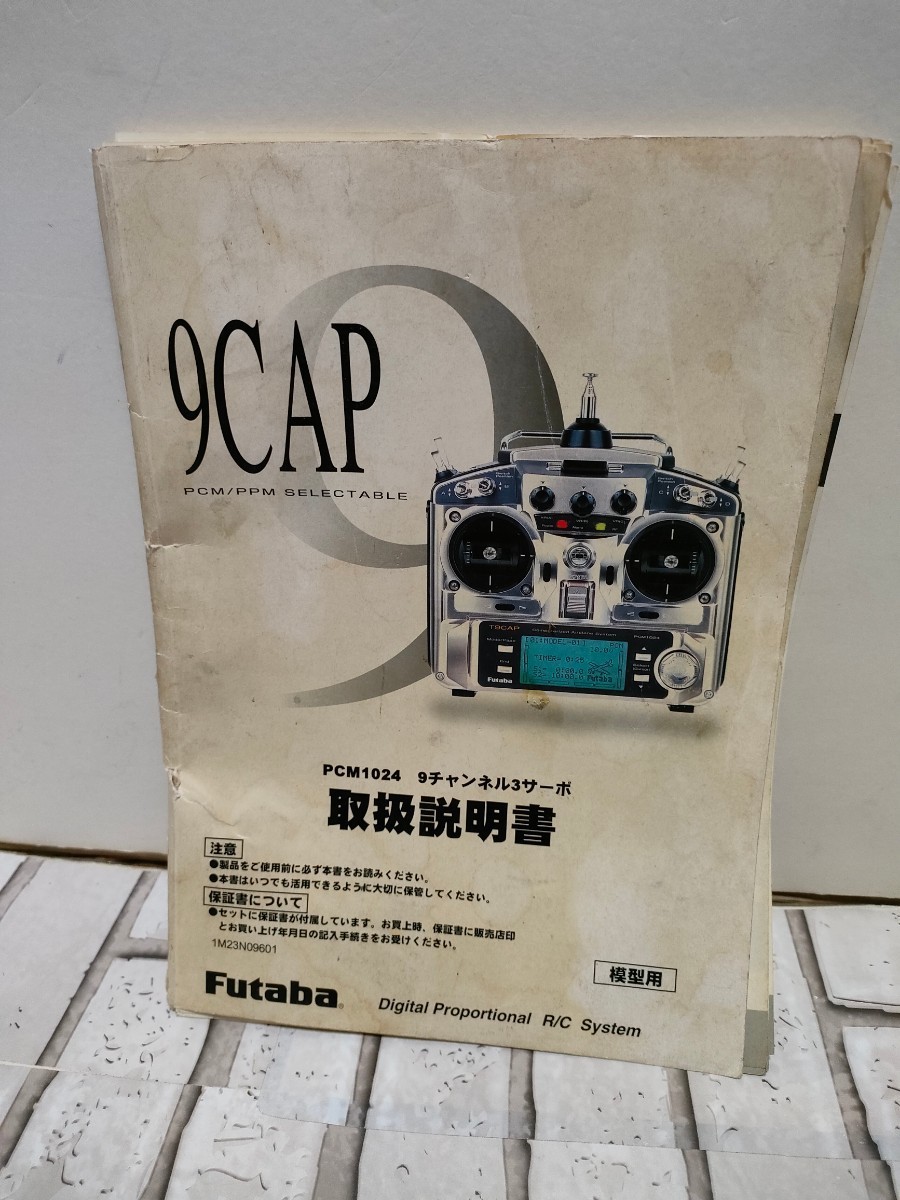 9
9CAP
PCM/PPM SELECTABLE
T9CAP
PCM1024
Futaba
Futaba
PCM1024 9チャンネル3サーボ
取扱説明書
注意
●製品をご使用前に必ず本書をお読みください。
●本書はいつでも活用できるように大切に保管してください。
保証書について
●セットに保証書が付属しています。お買上時、保証書に販売店印
とお買い上げ年月日の記入手続きをお受けください。
1M23N09601
模型用
Futaba®
Digital Proportional R/C System